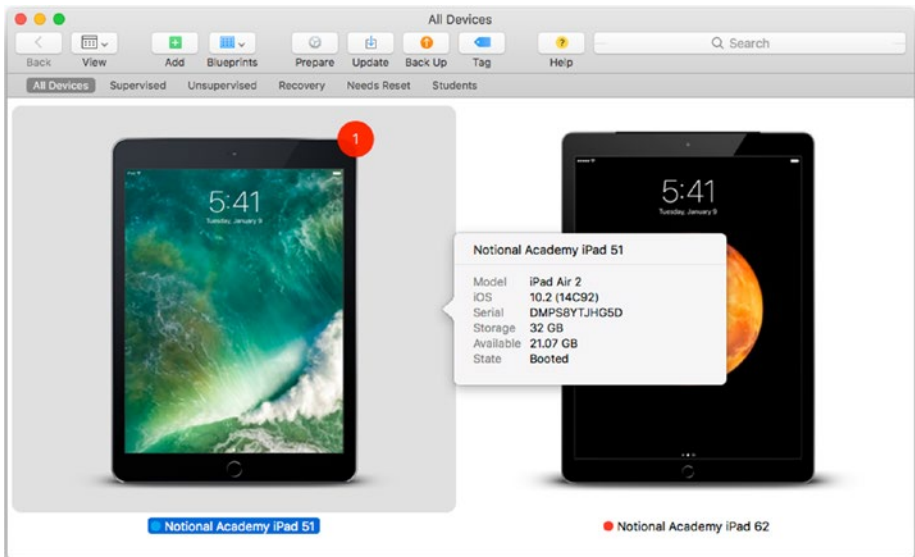 All Devices
Back View Add Blueprints Prepare Update Back Up Tag Help Search
All Devices Supervised Unsupervised Recovery Needs Reset Students
1
5:41
Tuesday, January 9
5:41
Tuesday, January 9
Notional Academy iPad 51
Model iPad Air 2
iOS 10.2 (14C92)
Serial DMPS8YTJHG5D
Storage 32 GB
Available 21.07 GB
State Booted
Notional Academy iPad 51
Notional Academy iPad 62